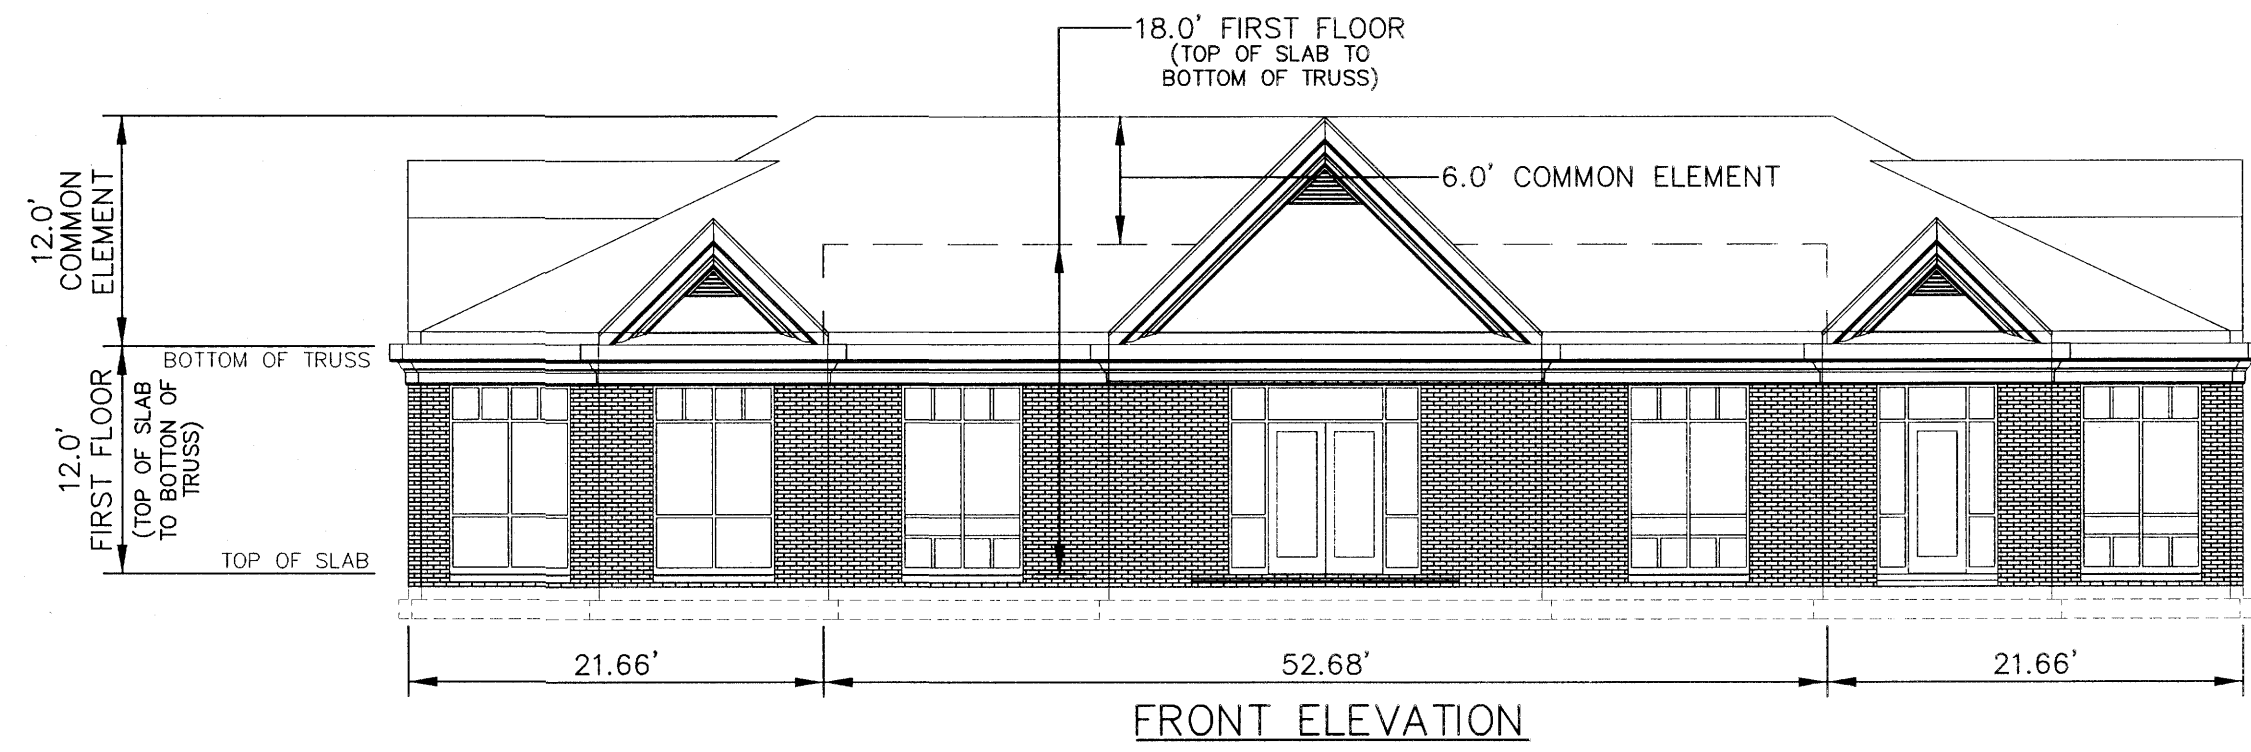 18.0' FIRST FLOOR
(TOP OF SLAB TO
BOTTOM OF TRUSS)
12.0'
COMMON
ELEMENT
6.0' COMMON ELEMENT
BOTTOM OF TRUSS
12.0'
FIRST FLOOR
(TOP OF SLAB
TO BOTTON OF
TRUSS)
TOP OF SLAB
21.66'
52.68'
21.66'
FRONT ELEVATION